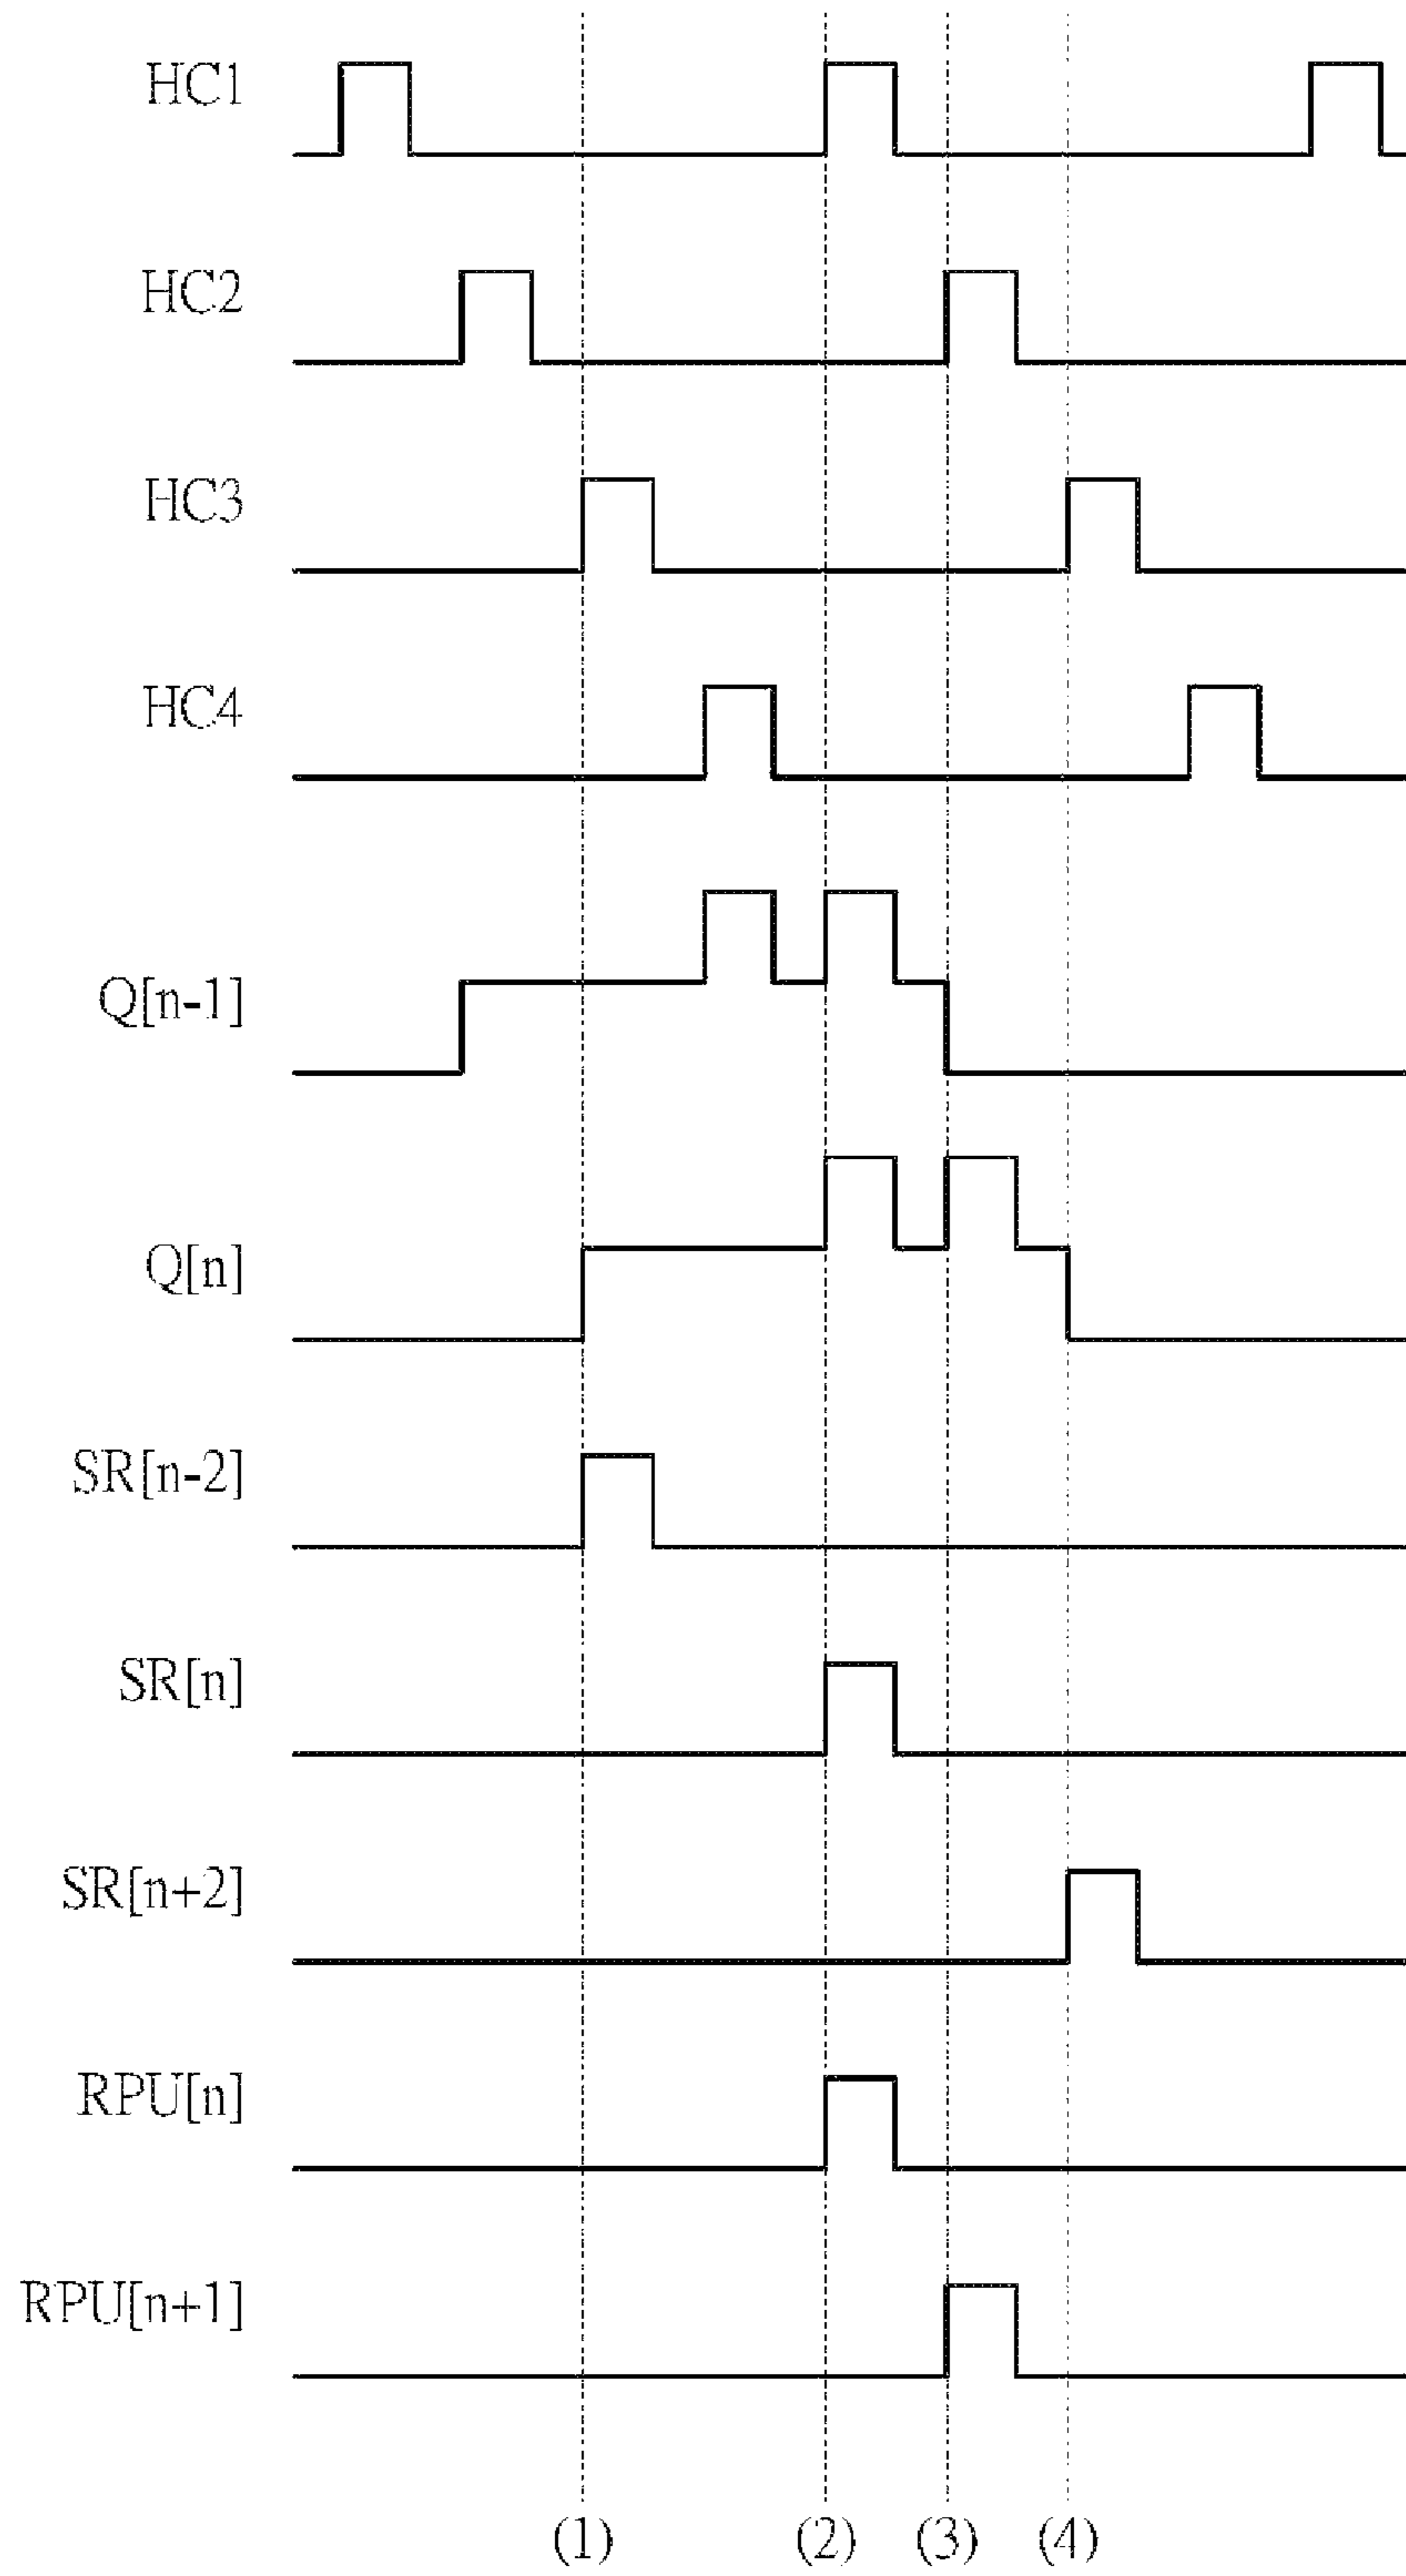 HC1
HC2
HC3
HC4
Q[n-1]
Q[n]
SR[n-2]
SR[n]
SR[n+2]
RPU[n]
RPU[n+1]
(1) (2) (3) (4)